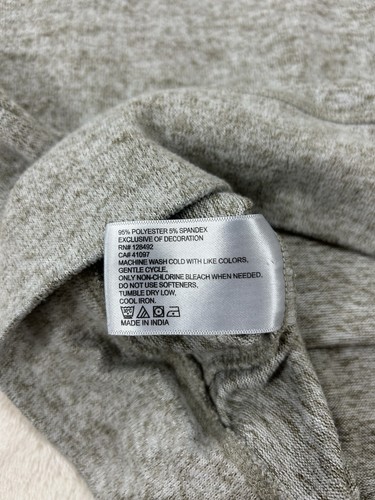 95% POLYESTER 5% SPANDEX
EXCLUSIVE OF DECORATION
RN# 128492
CA# 41097
MACHINE WASH COLD WITH LIKE COLORS,
GENTLE CYCLE.
ONLY NON-CHLORINE BLEACH WHEN NEEDED.
DO NOT USE SOFTENERS.
TUMBLE DRY LOW,
COOL IRON.
MADE IN INDIA